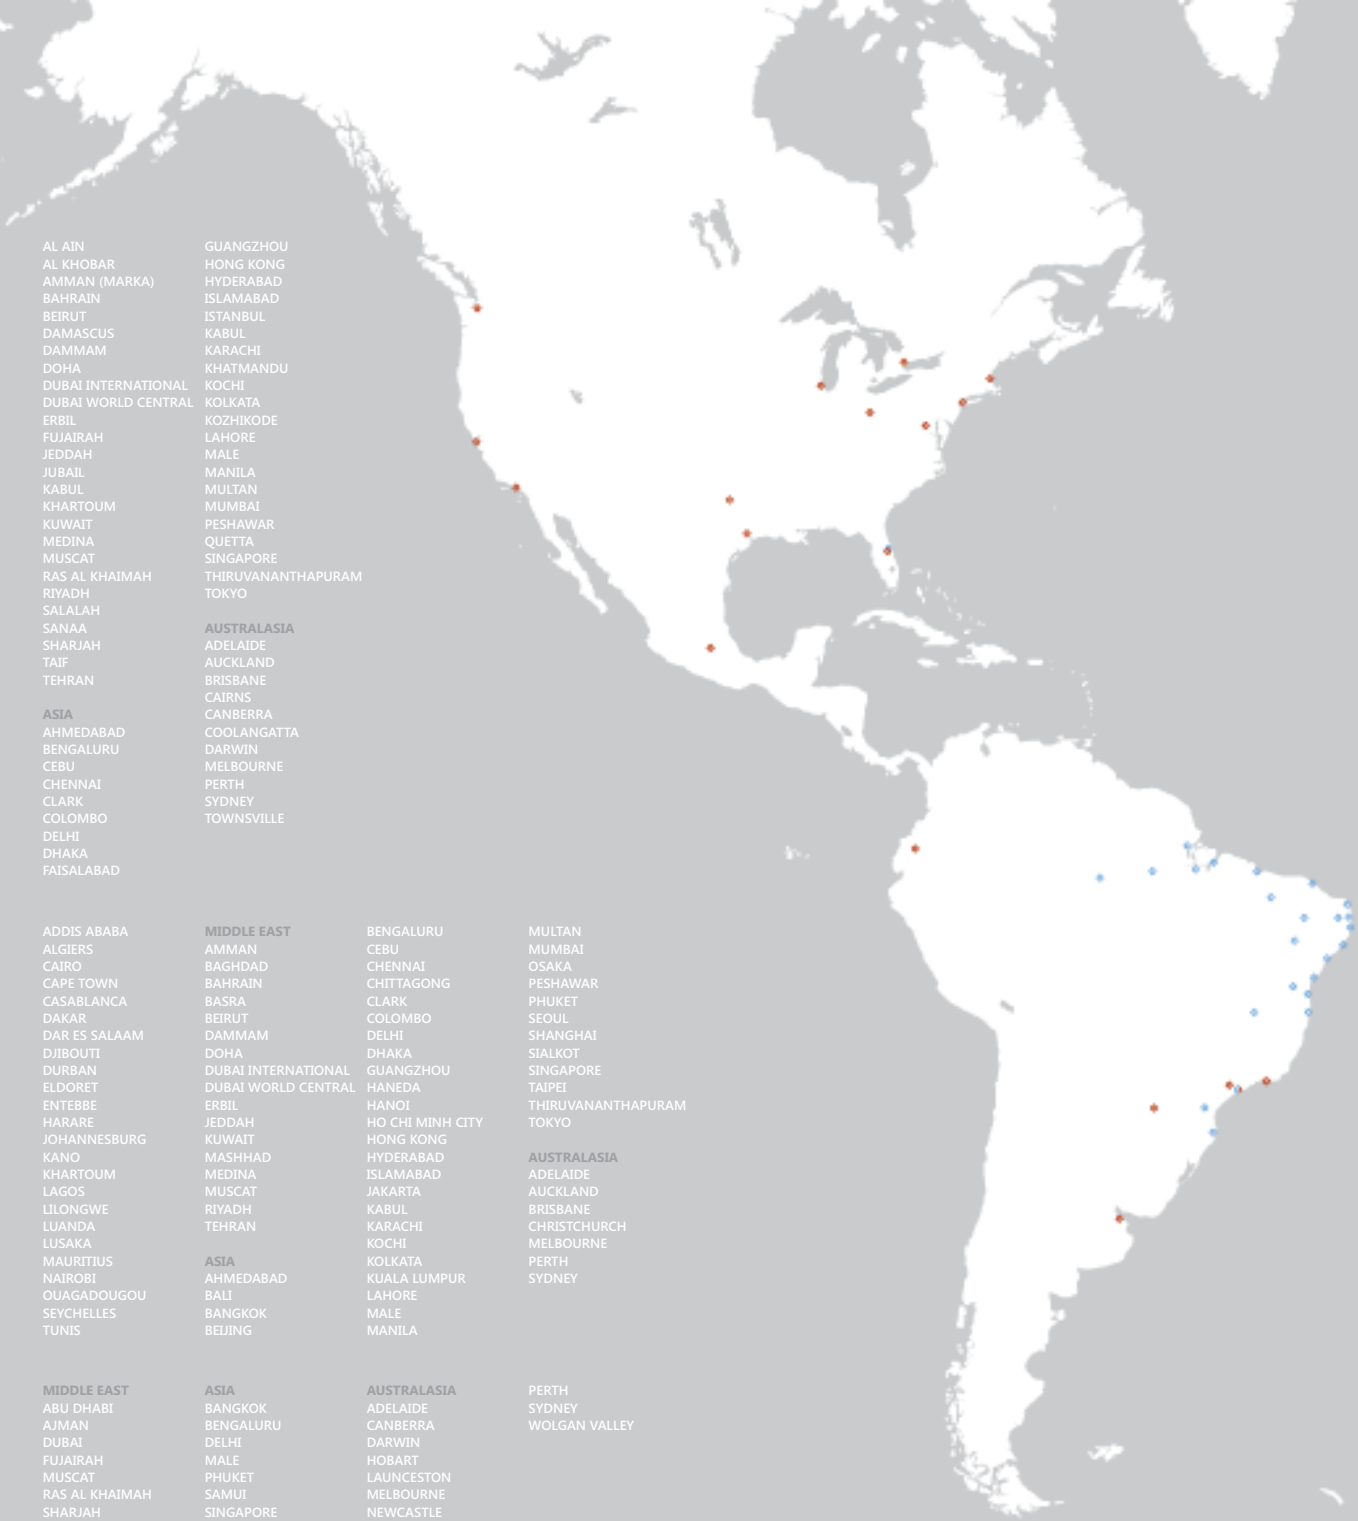 AL AIN
AL KHOBAR
AMMAN (MARKA)
BAHRAIN
BEIRUT
DAMASCUS
DAMMAM
DOHA
DUBAI INTERNATIONAL
DUBAI WORLD CENTRAL
ERBIL
FUJAIRAH
JEDDAH
JUBAIL
KABUL
KHARTOUM
KUWAIT
MEDINA
MUSCAT
RAS AL KHAIMAH
RIYADH
SALALAH
SANAA
SHARJAH
TAIF
TEHRAN
ASIA
AHMEDABAD
BENGALURU
CEBU
CHENNAI
CLARK
COLOMBO
DELHI
DHAKA
FAISALABAD
GUANGZHOU
HONG KONG
HYDERABAD
ISLAMABAD
ISTANBUL
KABUL
KARACHI
KHATMANDU
KOCHI
KOLKATA
KOZHIKODE
LAHORE
MALE
MANILA
MULTAN
MUMBAI
PESHAWAR
QUETTA
SINGAPORE
THIRUVANANTHAPURAM
TOKYO
AUSTRALASIA
ADELAIDE
AUCKLAND
BRISBANE
CAIRNS
CANBERRA
COOLANGATTA
DARWIN
MELBOURNE
PERTH
SYDNEY
TOWNSVILLE
ADDIS ABABA
ALGIERS
CAIRO
CAPE TOWN
CASABLANCA
DAKAR
DAR ES SALAAM
DJIBOUTI
DURBAN
ELDORET
ENTEBBE
HARARE
JOHANNESBURG
KANO
KHARTOUM
LAGOS
LILONGWE
LUANDA
LUSAKA
MAURITIUS
NAIROBI
OUAGADOUGOU
SEYCHELLES
TUNIS
MIDDLE EAST
AMMAN
BAGHDAD
BAHRAIN
BASRA
BEIRUT
DAMMAM
DOHA
DUBAI INTERNATIONAL
DUBAI WORLD CENTRAL
ERBIL
JEDDAH
KUWAIT
MASHHAD
MEDINA
MUSCAT
RIYADH
TEHRAN
ASIA
AHMEDABAD
BALI
BANGKOK
BEIJING
BENGALURU
CEBU
CHENNAI
CHITTAGONG
CLARK
COLOMBO
DELHI
DHAKA
GUANGZHOU
HANEDA
HANOI
HO CHI MINH CITY
HONG KONG
HYDERABAD
ISLAMABAD
JAKARTA
KABUL
KARACHI
KOCHI
KOLKATA
KUALA LUMPUR
LAHORE
MALE
MANILA
MULTAN
MUMBAI
OSAKA
PESHAWAR
PHUKET
SEOUL
SHANGHAI
SIALKOT
SINGAPORE
TAIPEI
THIRUVANANTHAPURAM
TOKYO
AUSTRALASIA
ADELAIDE
AUCKLAND
BRISBANE
CHRISTCHURCH
MELBOURNE
PERTH
SYDNEY
MIDDLE EAST
ABU DHABI
AJMAN
DUBAI
FUJAIRAH
MUSCAT
RAS AL KHAIMAH
SHARJAH
ASIA
BANGKOK
BENGALURU
DELHI
MALE
PHUKET
SAMUI
SINGAPORE
AUSTRALASIA
ADELAIDE
CANBERRA
DARWIN
HOBART
LAUNCESTON
MELBOURNE
NEWCASTLE
PERTH
SYDNEY
WOLGAN VALLEY